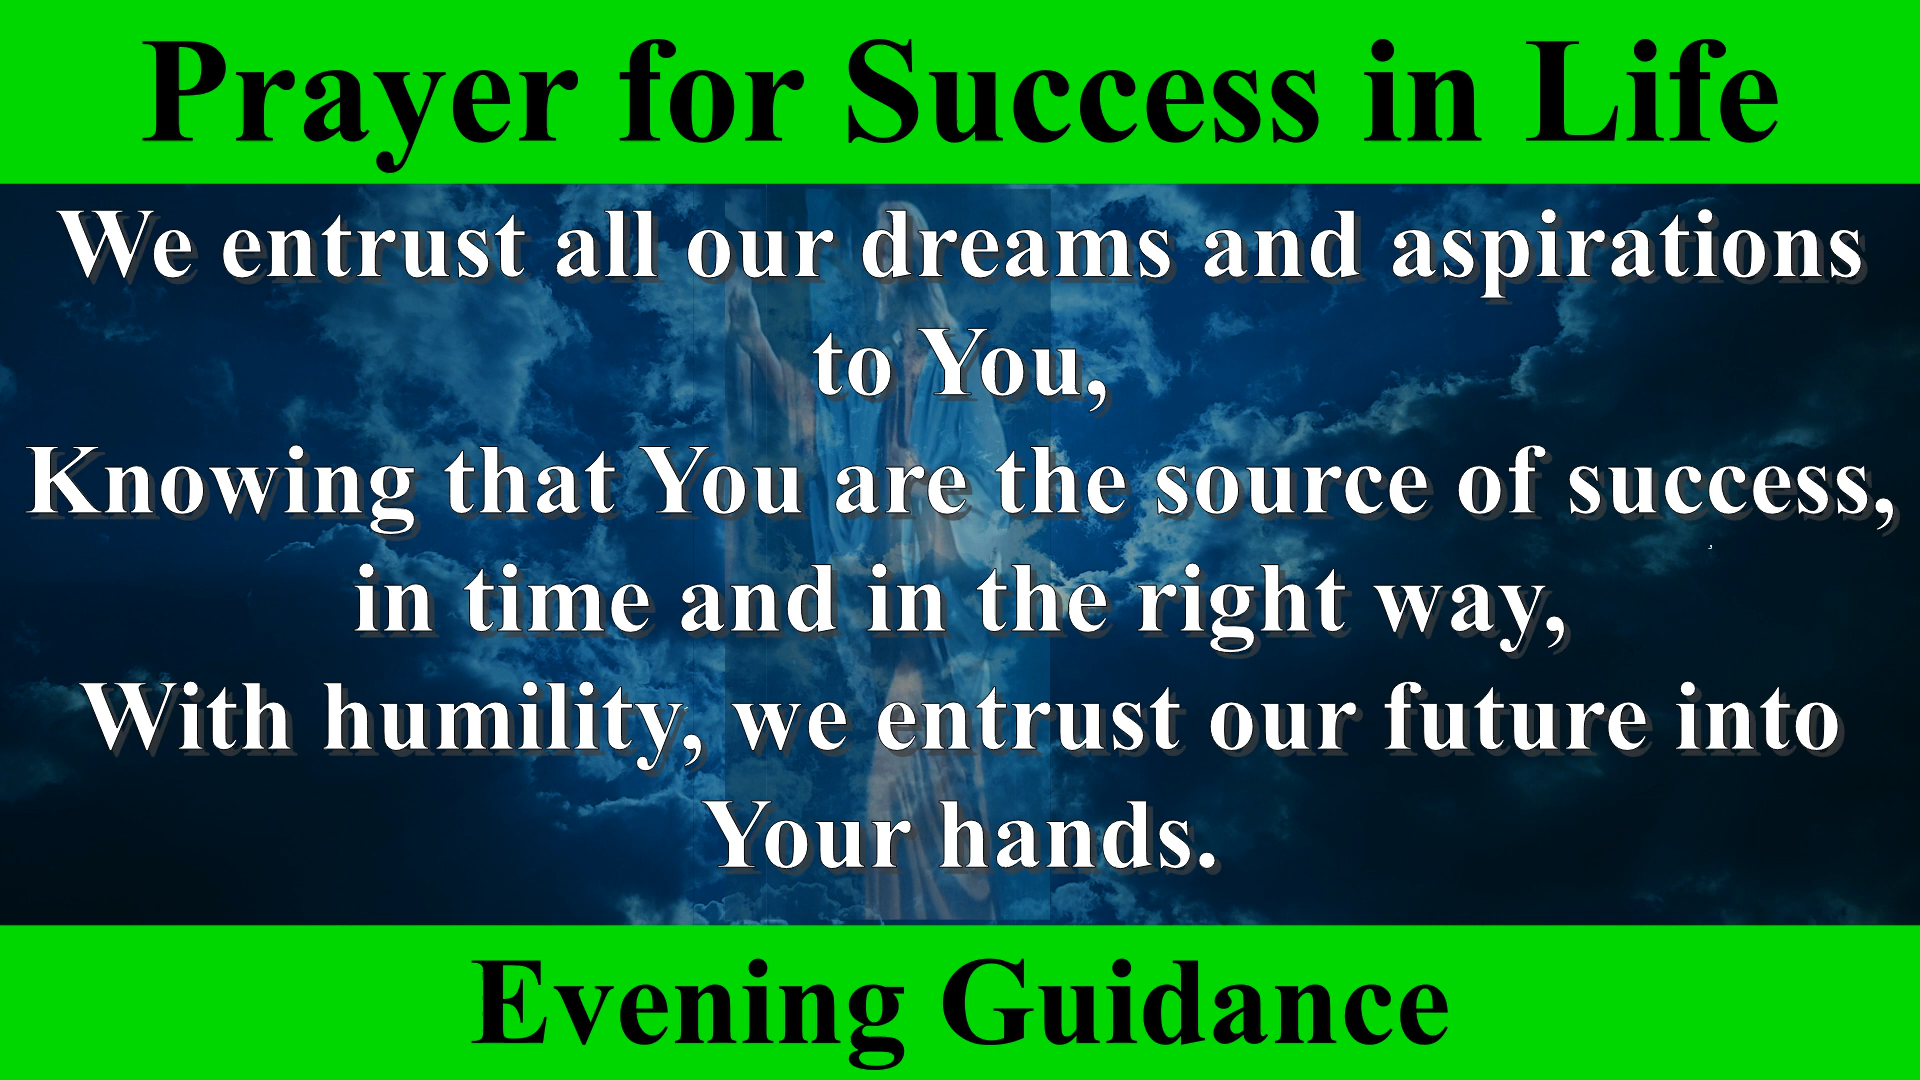 Prayer for Success in Life
We entrust all our dreams and aspirations
to You,
Knowing that You are the source of success,
in time and in the right way,
With humility, we entrust our future into
Your hands.
Evening Guidance